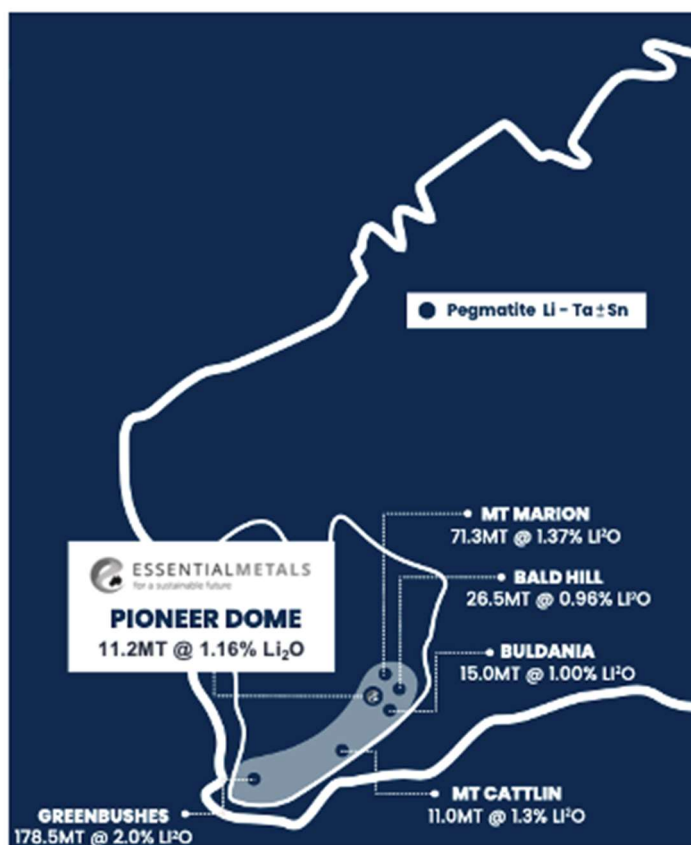 Pegmatite Li - Ta ± Sn
MT MARION
71.3MT @ 1.37% LI²O
BALD HILL
26.5MT @ 0.96% LI²O
ESSENTIALMETALS
for a sustainable future
PIONEER DOME
11.2MT @ 1.16% Li₂O
BULDANIA
15.0MT @ 1.00% LI²O
MT CATTLIN
11.0MT @ 1.3% LI²O
GREENBUSHES
178.5MT @ 2.0% LI²O